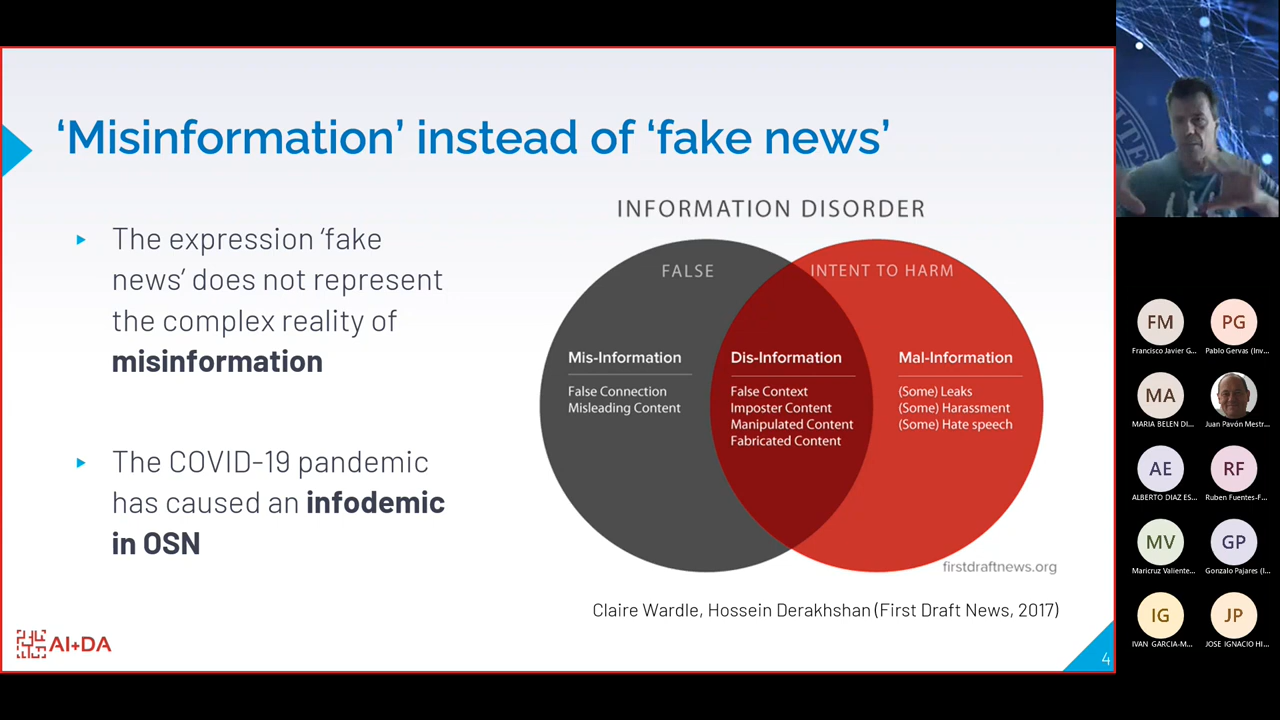 ‘Misinformation’ instead of ‘fake news’
The expression ‘fake
news’ does not represent
the complex reality of
misinformation
The COVID-19 pandemic
has caused an infodemic
in OSN
INFORMATION DISORDER
FALSE
INTENT TO HARM
Mis-Information
False Connection
Misleading Content
Dis-Information
False Context
Imposter Content
Manipulated Content
Fabricated Content
Mal-Information
(Some) Leaks
(Some) Harassment
(Some) Hate speech
firstdraftnews.org
Claire Wardle, Hossein Derakhshan (First Draft News, 2017)
AI+DA
4
FM
Francisco Javier G...
PG
Pablo Gervas (Inv...
MA
MARIA BELEN DI...
Juan Pavón Mestr...
AE
ALBERTO DIAZ ES...
RF
Ruben Fuentes-F...
MV
Maricruz Valiente...
GP
Gonzalo Pajares (I...
IG
IVAN GARCIA-M...
JP
JOSE IGNACIO HI...